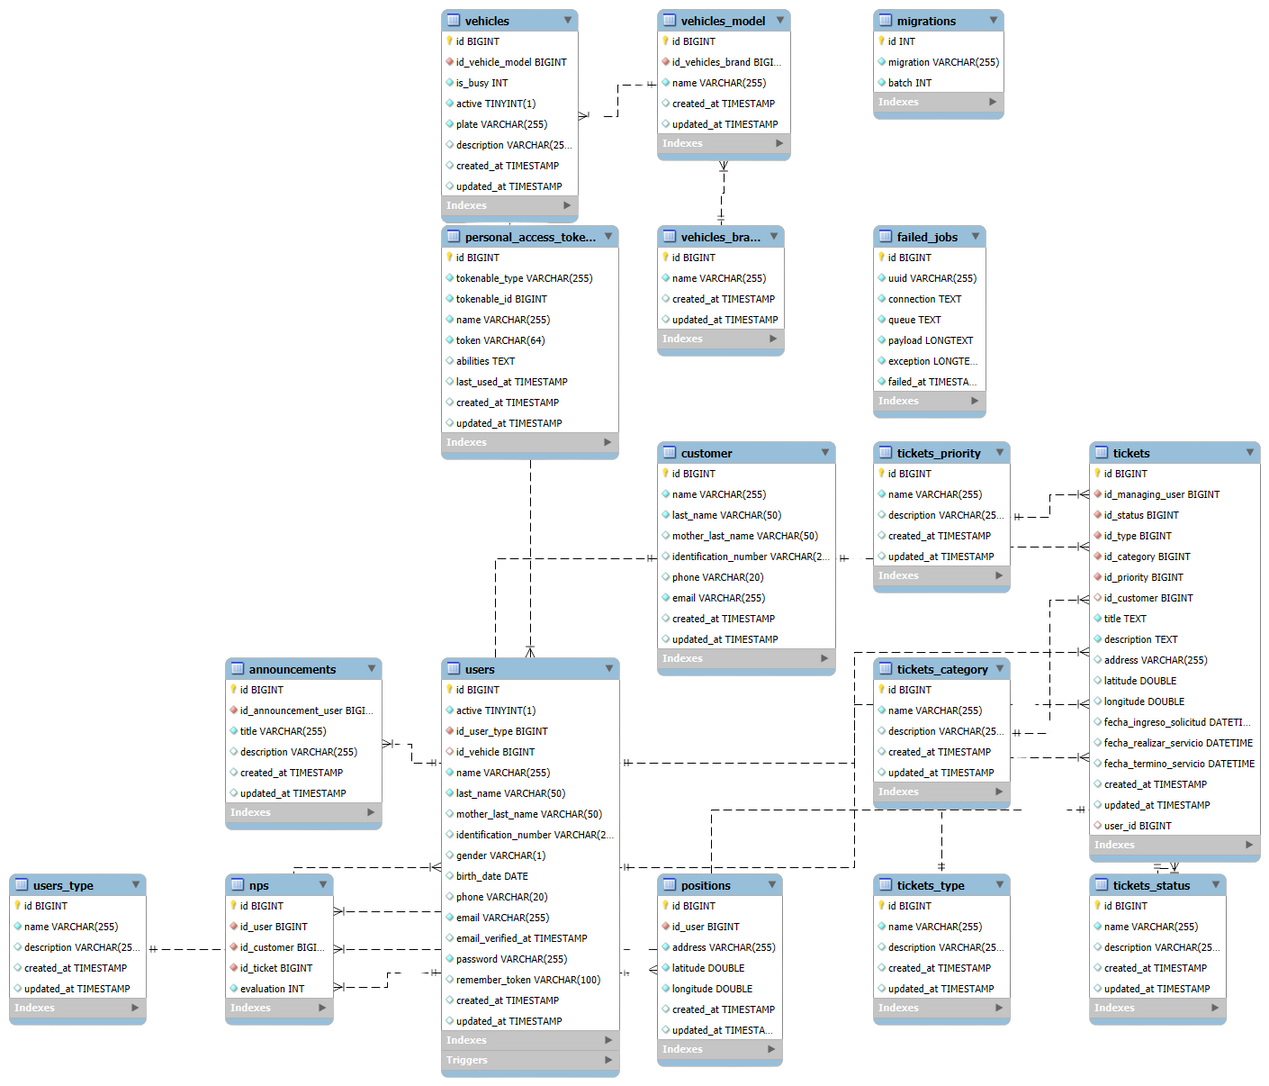 vehicles
id BIGINT
id_vehicle_model BIGINT
is_busy INT
active TINYINT(1)
plate VARCHAR(255)
description VARCHAR(25...
created_at TIMESTAMP
updated_at TIMESTAMP
Indexes
vehicles_model
id BIGINT
id_vehicles_brand BIGI...
name VARCHAR(255)
created_at TIMESTAMP
updated_at TIMESTAMP
Indexes
migrations
id INT
migration VARCHAR(255)
batch INT
Indexes
personal_access_toke...
id BIGINT
tokenable_type VARCHAR(255)
tokenable_id BIGINT
name VARCHAR(255)
token VARCHAR(64)
abilities TEXT
last_used_at TIMESTAMP
created_at TIMESTAMP
updated_at TIMESTAMP
Indexes
vehicles_bra...
id BIGINT
name VARCHAR(255)
created_at TIMESTAMP
updated_at TIMESTAMP
Indexes
failed_jobs
id BIGINT
uuid VARCHAR(255)
connection TEXT
queue TEXT
payload LONGTEXT
exception LONGTE...
failed_at TIMESTA...
Indexes
customer
id BIGINT
name VARCHAR(255)
last_name VARCHAR(50)
mother_last_name VARCHAR(50)
identification_number VARCHAR(2...
phone VARCHAR(20)
email VARCHAR(255)
created_at TIMESTAMP
updated_at TIMESTAMP
Indexes
tickets_priority
id BIGINT
name VARCHAR(255)
description VARCHAR(25...
created_at TIMESTAMP
updated_at TIMESTAMP
Indexes
tickets
id BIGINT
id_managing_user BIGINT
id_status BIGINT
id_type BIGINT
id_category BIGINT
id_priority BIGINT
id_customer BIGINT
title TEXT
description TEXT
address VARCHAR(255)
latitude DOUBLE
longitude DOUBLE
fecha_ingreso_solicitud DATETI...
fecha_realizar_servicio DATETIME
fecha_termino_servicio DATETIME
created_at TIMESTAMP
updated_at TIMESTAMP
user_id BIGINT
Indexes
announcements
id BIGINT
id_announcement_user BIGI...
title VARCHAR(255)
description VARCHAR(255)
created_at TIMESTAMP
updated_at TIMESTAMP
Indexes
users
id BIGINT
active TINYINT(1)
id_user_type BIGINT
id_vehicle BIGINT
name VARCHAR(255)
last_name VARCHAR(50)
mother_last_name VARCHAR(50)
identification_number VARCHAR(2...
gender VARCHAR(1)
birth_date DATE
phone VARCHAR(20)
email VARCHAR(255)
email_verified_at TIMESTAMP
password VARCHAR(255)
remember_token VARCHAR(100)
created_at TIMESTAMP
updated_at TIMESTAMP
Indexes
Triggers
tickets_category
id BIGINT
name VARCHAR(255)
description VARCHAR(25...
created_at TIMESTAMP
updated_at TIMESTAMP
Indexes
users_type
id BIGINT
name VARCHAR(255)
description VARCHAR(25...
created_at TIMESTAMP
updated_at TIMESTAMP
Indexes
nps
id BIGINT
id_user BIGINT
id_customer BIGI...
id_ticket BIGINT
evaluation INT
Indexes
positions
id BIGINT
id_user BIGINT
address VARCHAR(255)
latitude DOUBLE
longitude DOUBLE
created_at TIMESTAMP
updated_at TIMESTA...
Indexes
tickets_type
id BIGINT
name VARCHAR(255)
description VARCHAR(25...
created_at TIMESTAMP
updated_at TIMESTAMP
Indexes
tickets_status
id BIGINT
name VARCHAR(255)
description VARCHAR(25...
created_at TIMESTAMP
updated_at TIMESTAMP
Indexes